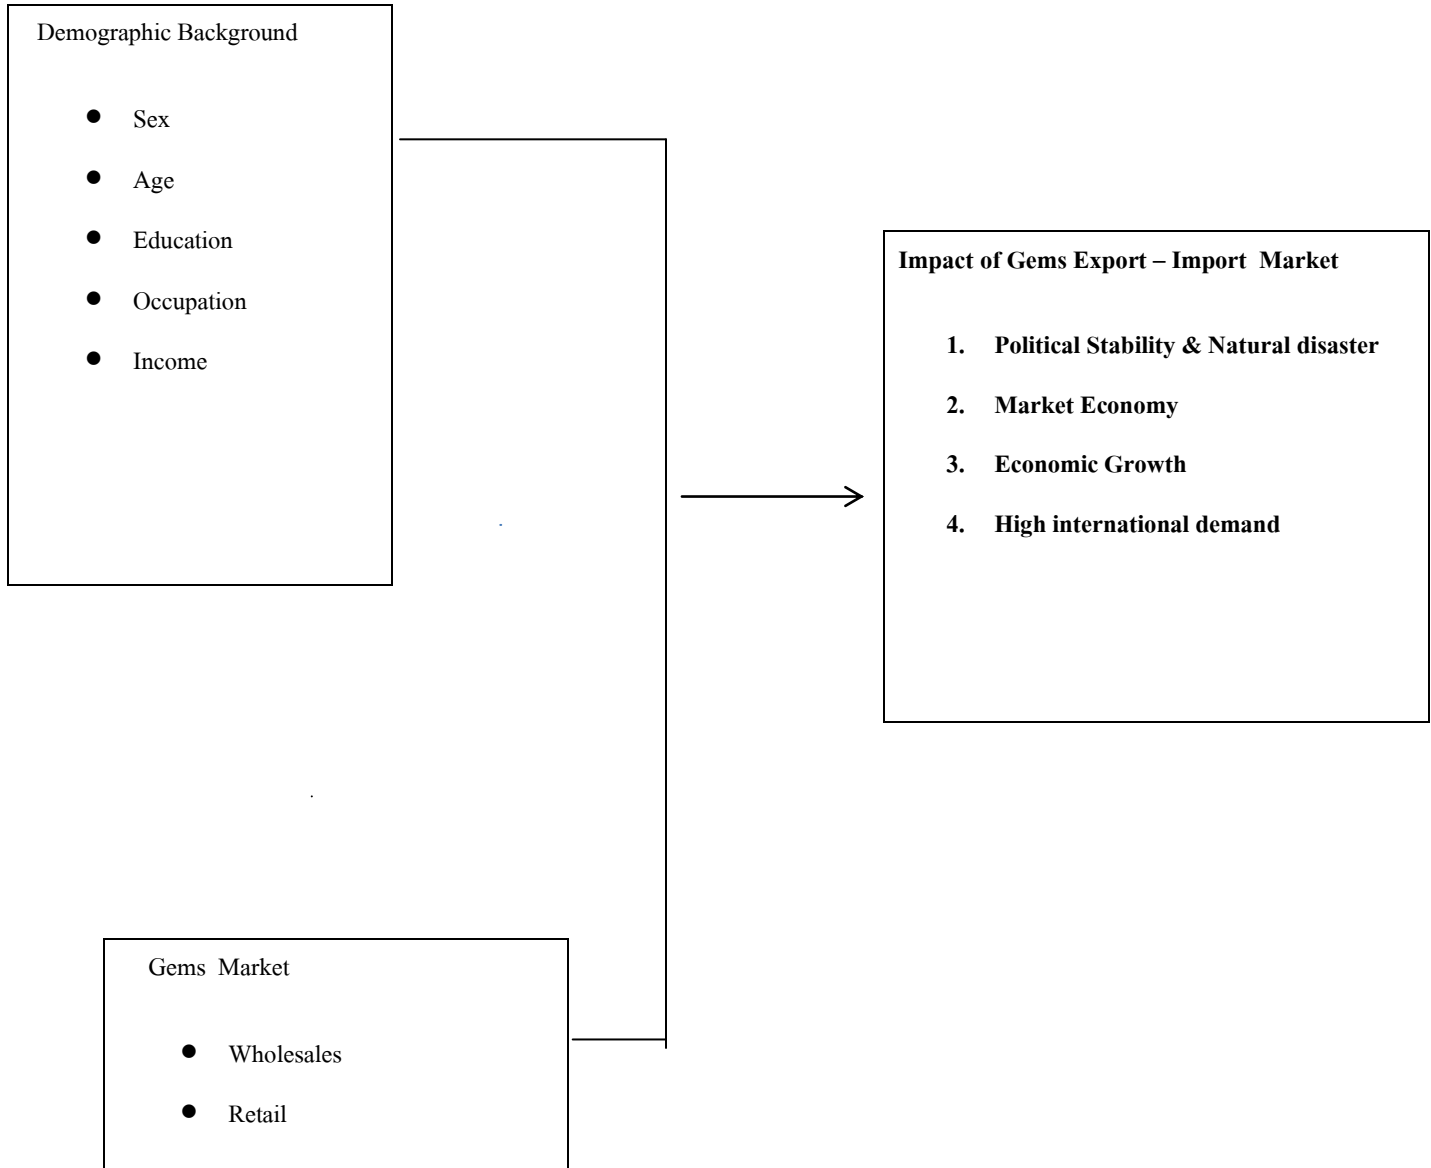 Demographic Background
● Sex
● Age
● Education
● Occupation
● Income
Impact of Gems Export – Import Market
1. Political Stability & Natural disaster
2. Market Economy
3. Economic Growth
4. High international demand
Gems Market
● Wholesales
● Retail